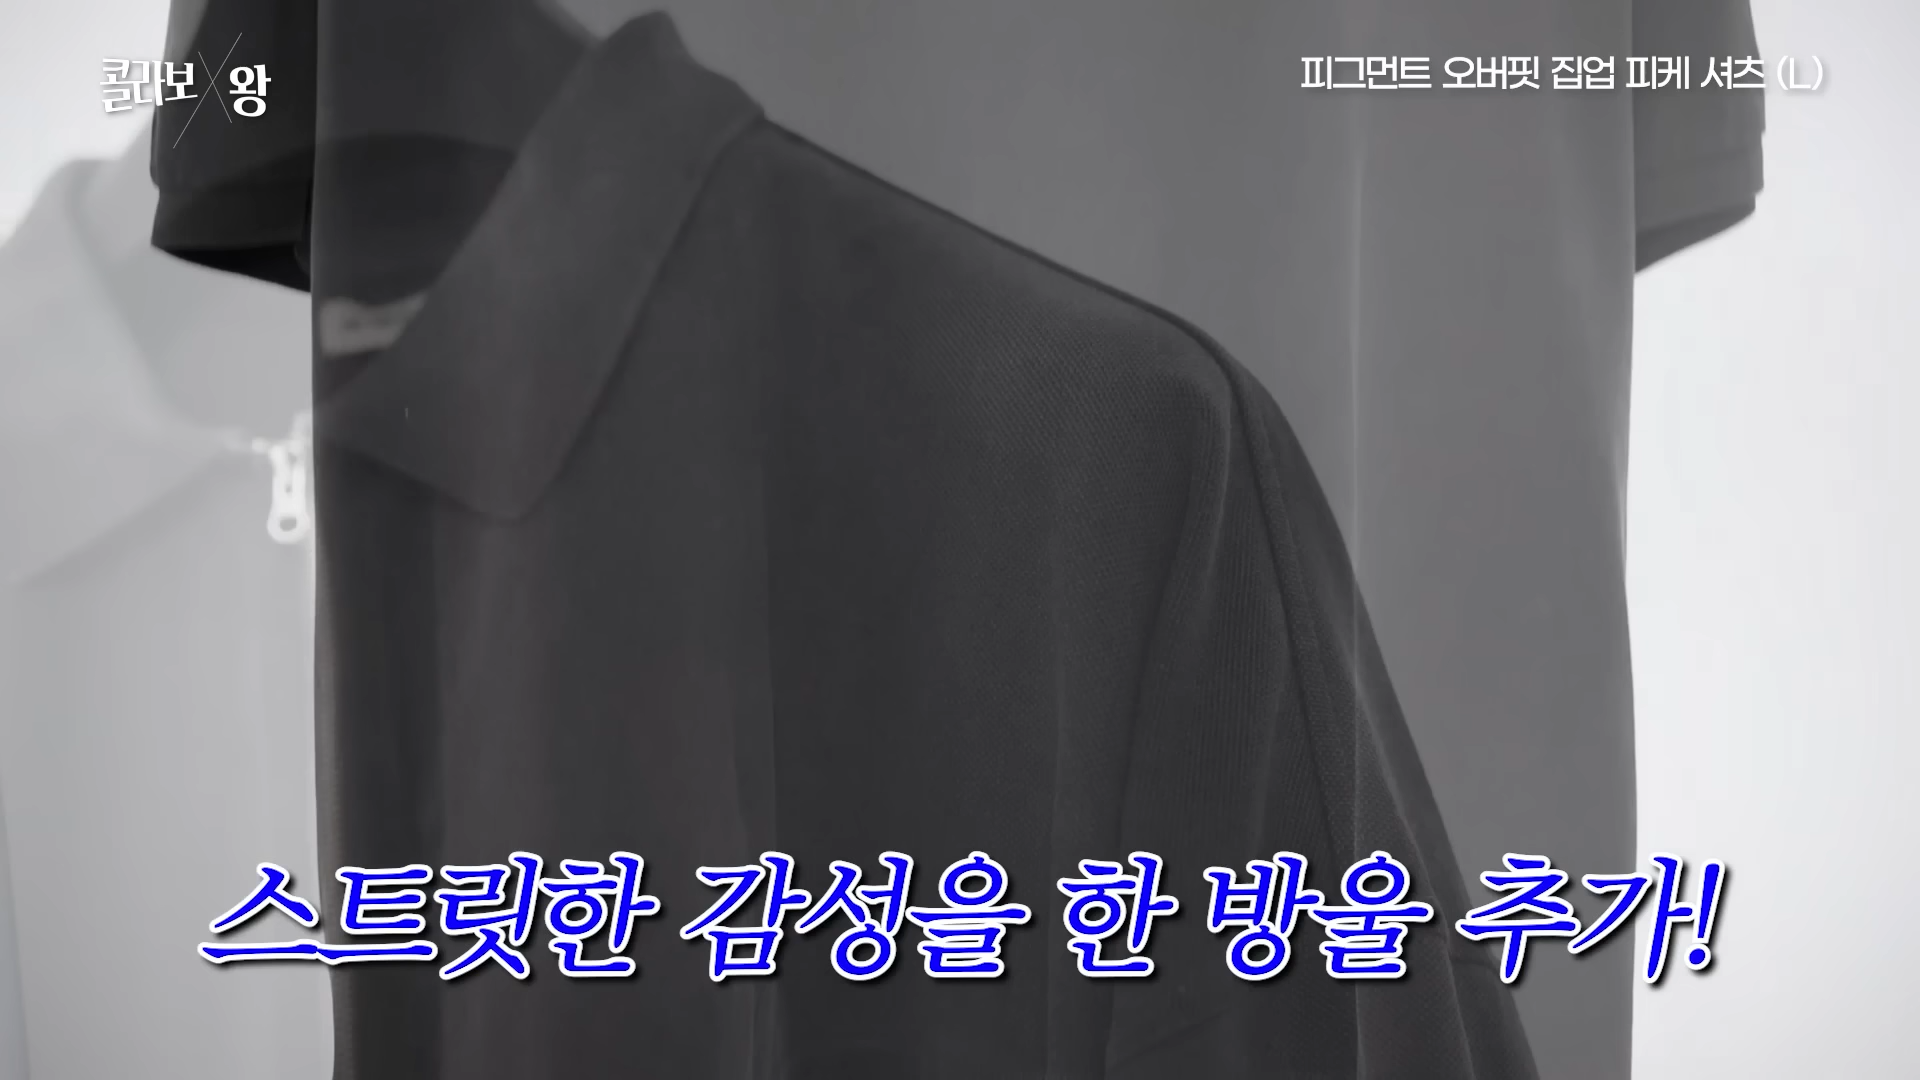 콜라보 왕
피그먼트 오버핏 집업 피케 셔츠 (L)
스트릿한 감성을 한 방울 추가!